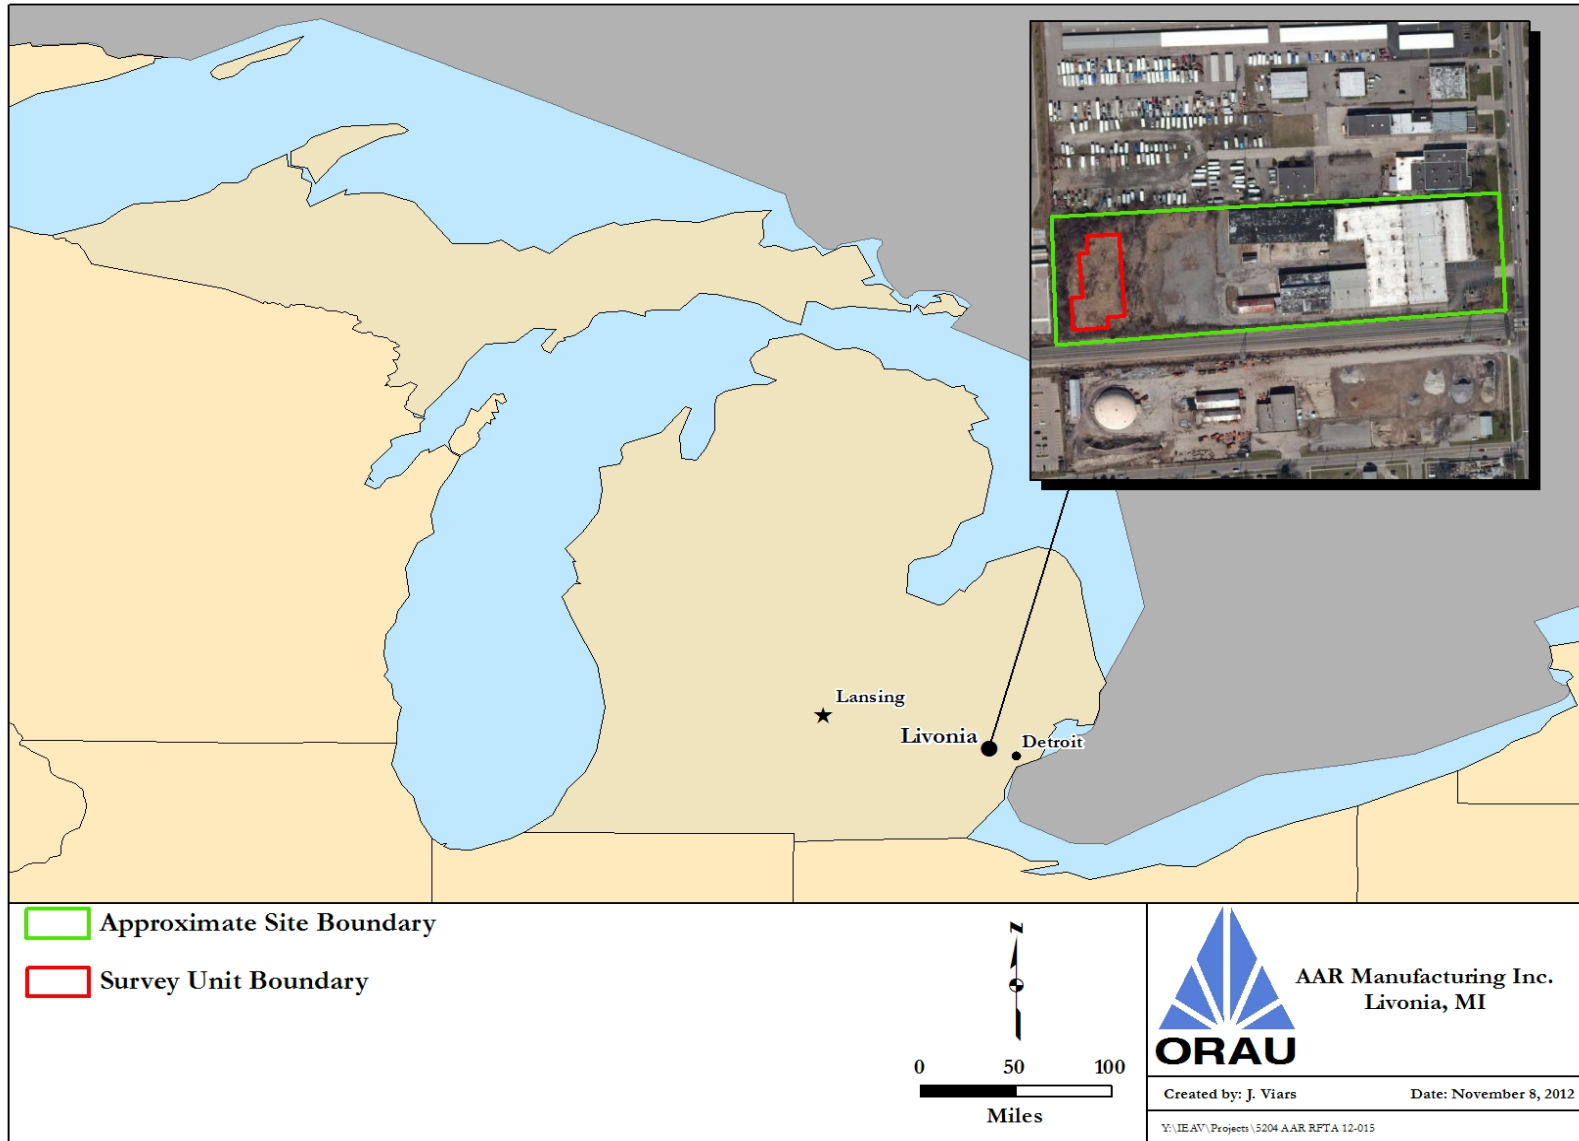 Lansing
Livonia
Detroit
Approximate Site Boundary
Survey Unit Boundary
N
0 50 100
Miles
ORAU
AAR Manufacturing Inc.
Livonia, MI
Created by: J. Viars Date: November 8, 2012
Y:\IEAV\Projects\5204 AAR RFTA 12-015